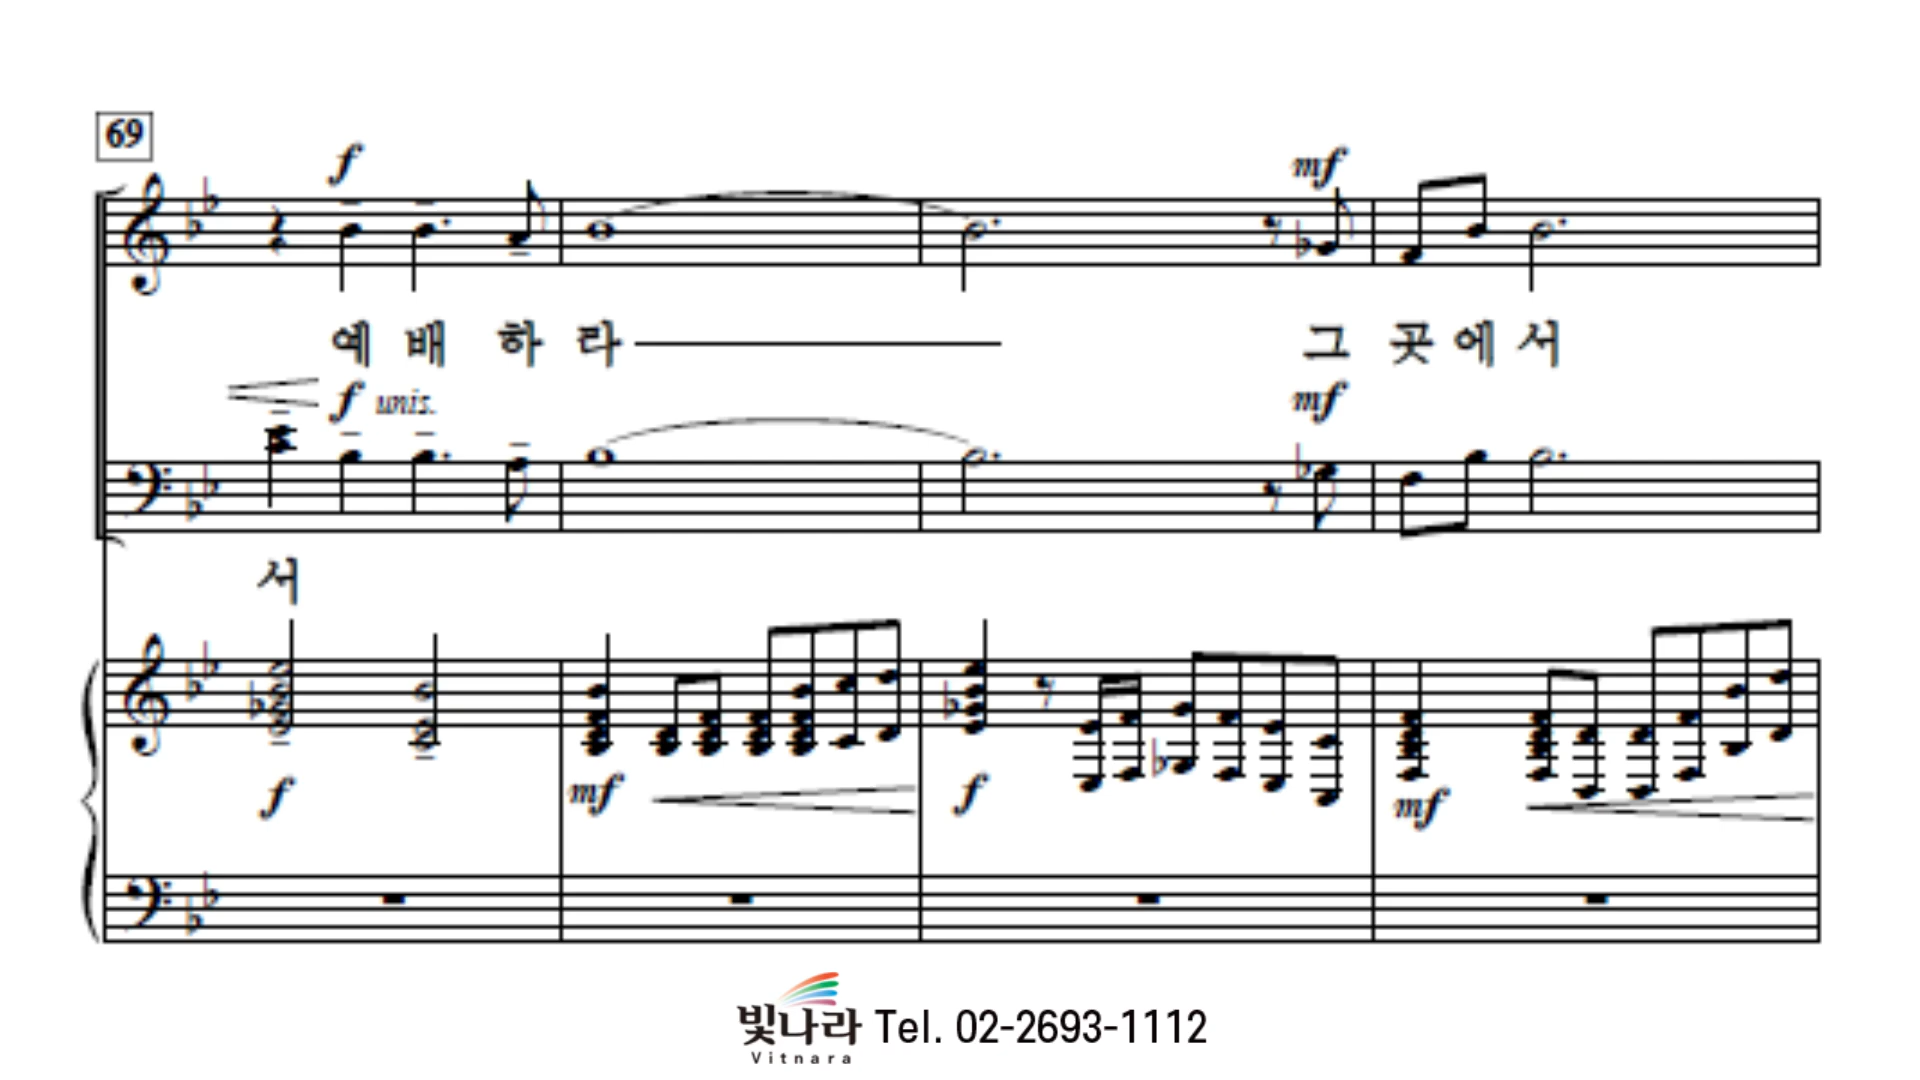 69
f
mf
예 배 하 라 그 곳 에 서
f unis.
mf
서
f
mf
f
mf
빛나라 Tel. 02-2693-1112
Vitnara